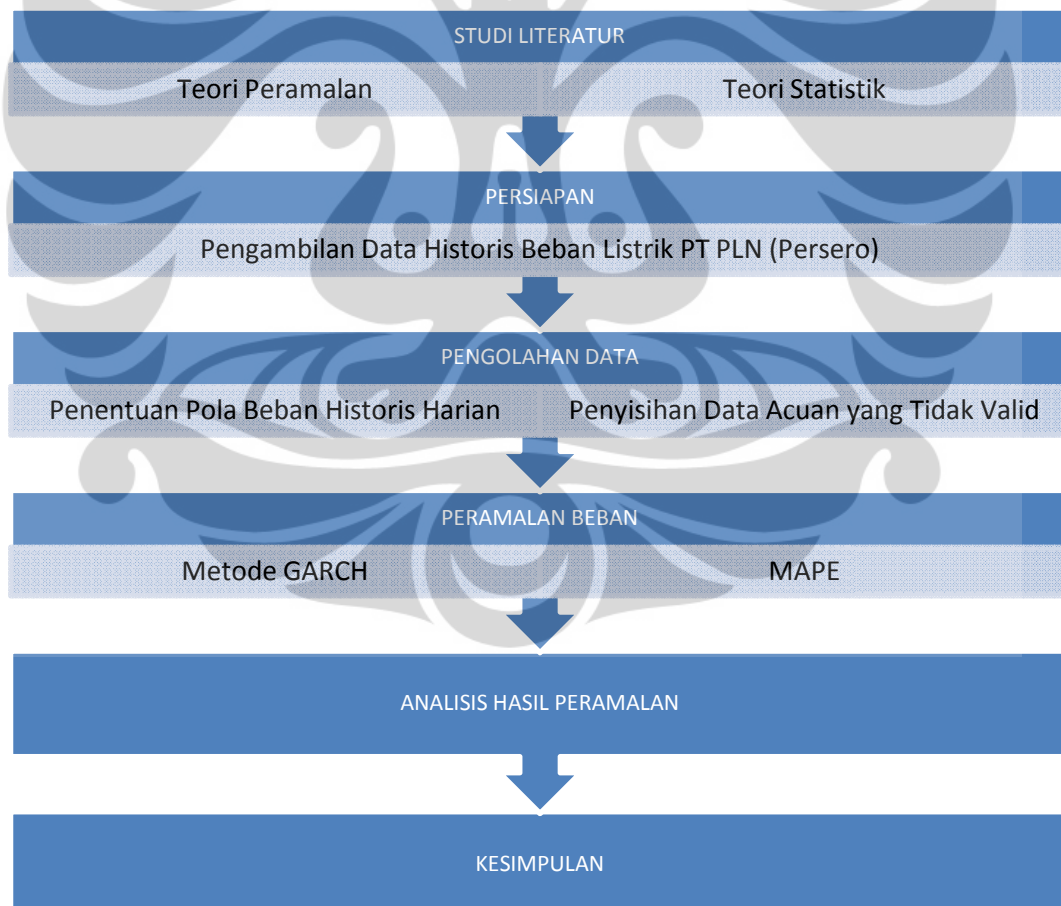 STUDI LITERATUR
Teori Peramalan
Teori Statistik
PERSIAPAN
Pengambilan Data Historis Beban Listrik PT PLN (Persero)
PENGOLAHAN DATA
Penentuan Pola Beban Historis Harian
Penyisihan Data Acuan yang Tidak Valid
PERAMALAN BEBAN
Metode GARCH
MAPE
ANALISIS HASIL PERAMALAN
KESIMPULAN